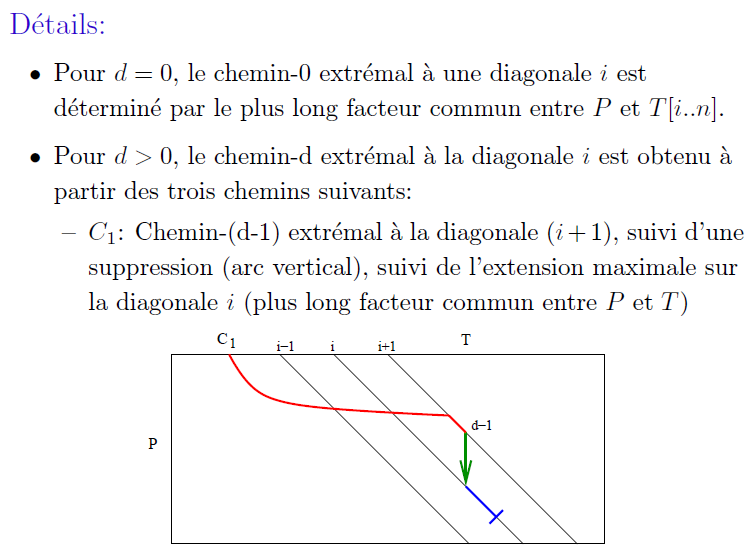 Détails:
• Pour d = 0, le chemin-0 extrémal à une diagonale i est
déterminé par le plus long facteur commun entre P et T[i..n].
• Pour d > 0, le chemin-d extrémal à la diagonale i est obtenu à
partir des trois chemins suivants:
– C₁: Chemin-(d-1) extrémal à la diagonale (i+1), suivi d'une
suppression (arc vertical), suivi de l'extension maximale sur
la diagonale i (plus long facteur commun entre P et T)
C₁ i–1 i i+1 T
d–1
P